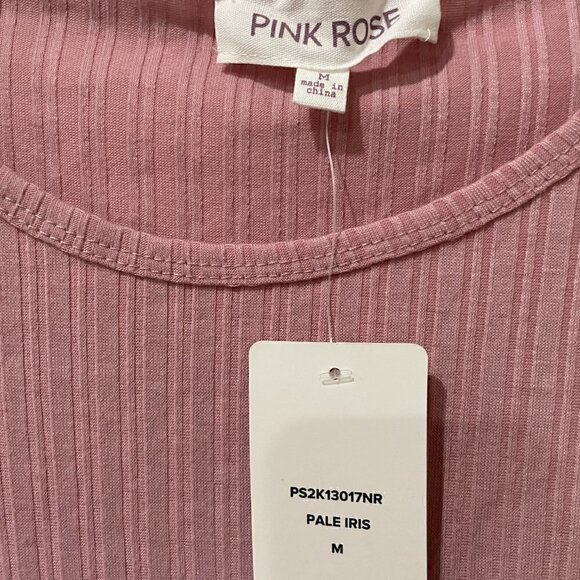 PINK ROSE
M
made in
china
PS2K13017NR
PALE IRIS
M